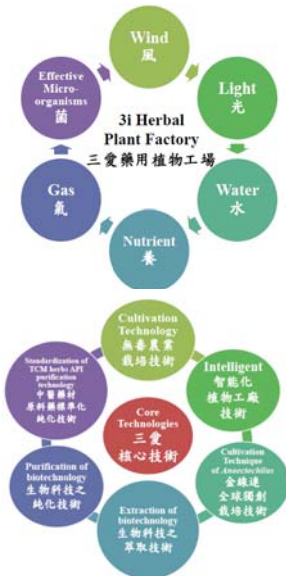 Wind
風
Light
光
Water
水
Nutrient
養
Gas
氣
Effective
Micro-
organisms
菌
3i Herbal
Plant Factory
三愛藥用植物工場
Cultivation
Technology
無毒農業
栽培技術
Intelligent
智能化
植物工廠
技術
Cultivation
Technique
of Anoectochilus
金線連
全球獨創
栽培技術
Extraction of
biotechnology
生物科技之
萃取技術
Purification of
biotechnology
生物科技之
純化技術
Standardization of
TCM herbs API
purification
technology
中醫藥材
原料藥標準化
純化技術
Core
Technologies
三愛
核心技術